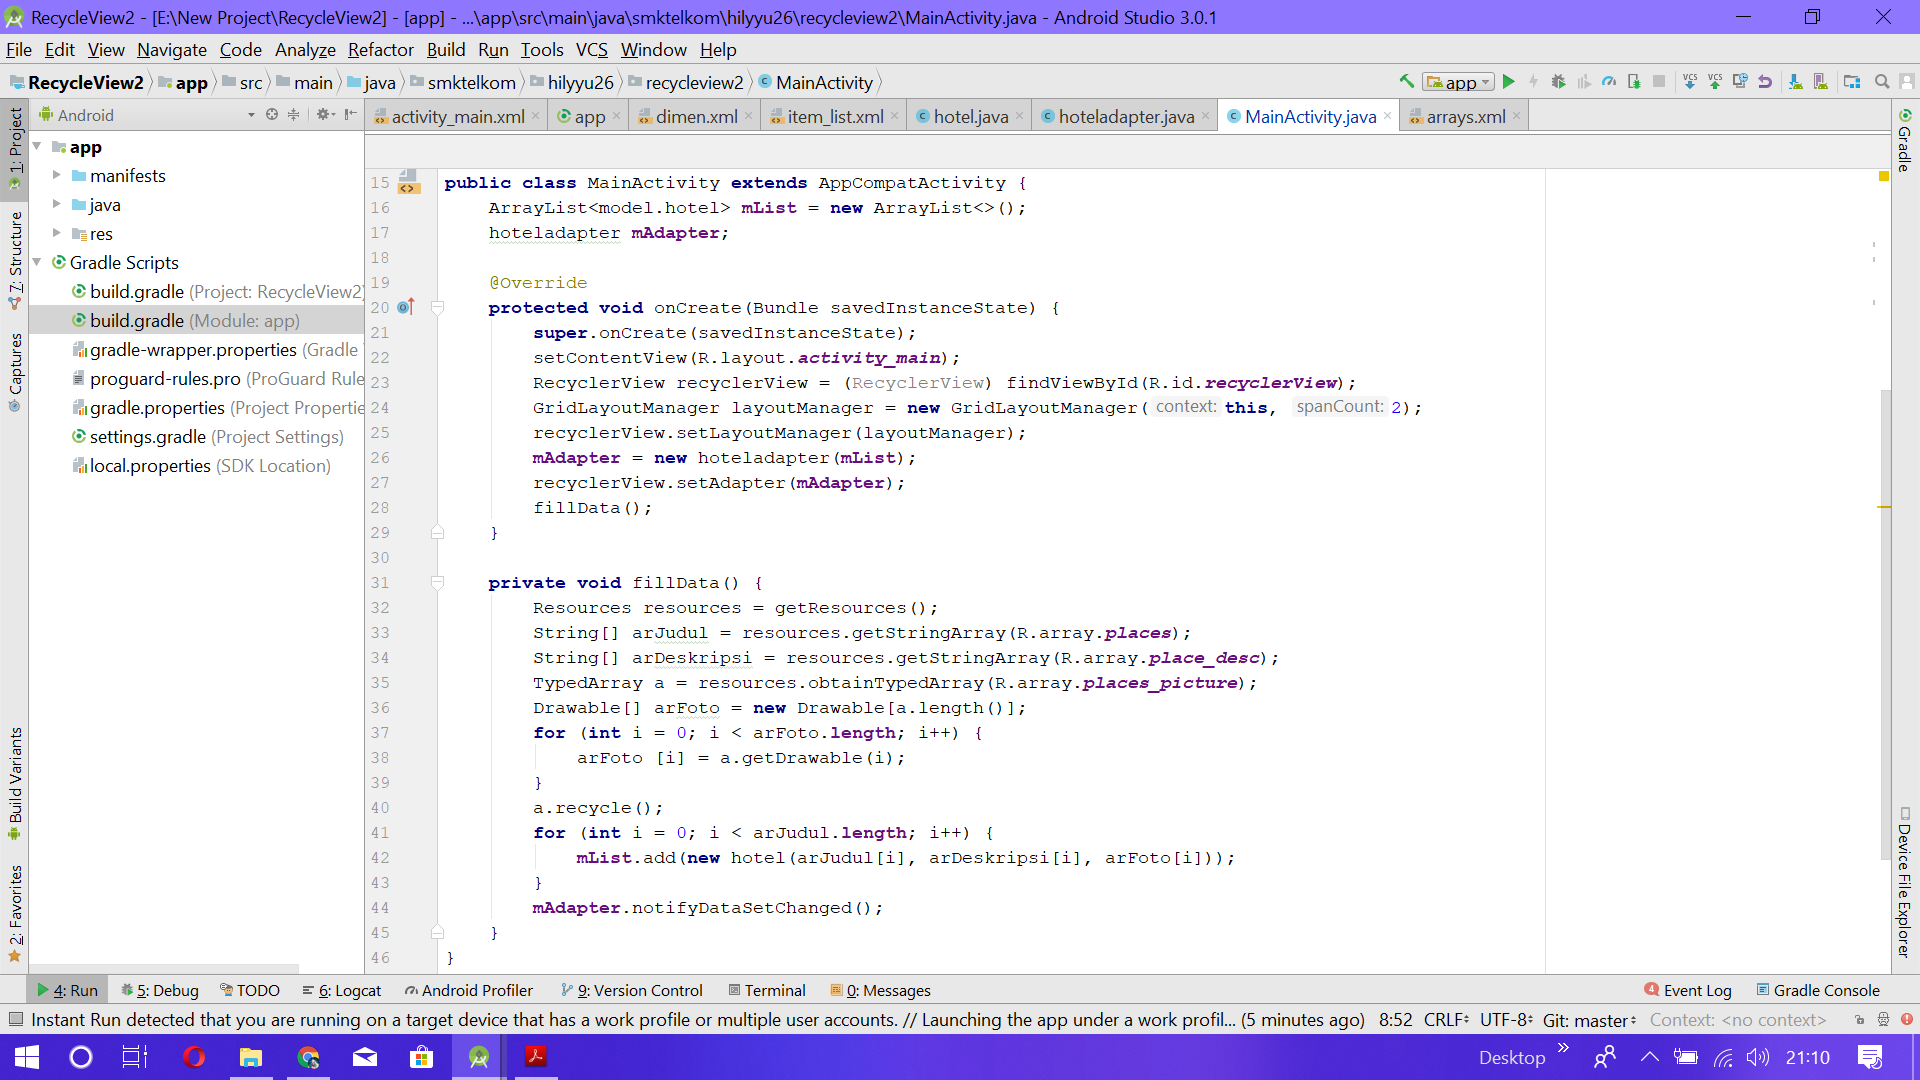 RecycleView2 - [E:\New Project\RecycleView2] - [app] - ...\app\src\main\java\smktelkom\hilyyu26\recycleview2\MainActivity.java - Android Studio 3.0.1
File Edit View Navigate Code Analyze Refactor Build Run Tools VCS Window Help
RecycleView2 app src main java smktelkom hilyyu26 recycleview2 MainActivity app VCS VCS
Android
activity_main.xml app dimen.xml item_list.xml hotel.java hoteladapter.java MainActivity.java arrays.xml
1: Project
7: Structure
Captures
Build Variants
2: Favorites
app
manifests
java
res
Gradle Scripts
build.gradle (Project: RecycleView2)
build.gradle (Module: app)
gradle-wrapper.properties (Gradle
proguard-rules.pro (ProGuard Rule
gradle.properties (Project Propertie
settings.gradle (Project Settings)
local.properties (SDK Location)
15 public class MainActivity extends AppCompatActivity {
16 ArrayList<model.hotel> mList = new ArrayList<>();
17 hoteladapter mAdapter;
18
19 @Override
20 protected void onCreate(Bundle savedInstanceState) {
21 super.onCreate(savedInstanceState);
22 setContentView(R.layout.activity_main);
23 RecyclerView recyclerView = (RecyclerView) findViewById(R.id.recyclerView);
24 GridLayoutManager layoutManager = new GridLayoutManager( context: this, spanCount: 2);
25 recyclerView.setLayoutManager(layoutManager);
26 mAdapter = new hoteladapter(mList);
27 recyclerView.setAdapter(mAdapter);
28 fillData();
29 }
30
31 private void fillData() {
32 Resources resources = getResources();
33 String[] arJudul = resources.getStringArray(R.array.places);
34 String[] arDeskripsi = resources.getStringArray(R.array.place_desc);
35 TypedArray a = resources.obtainTypedArray(R.array.places_picture);
36 Drawable[] arFoto = new Drawable[a.length()];
37 for (int i = 0; i < arFoto.length; i++) {
38 arFoto [i] = a.getDrawable(i);
39 }
40 a.recycle();
41 for (int i = 0; i < arJudul.length; i++) {
42 mList.add(new hotel(arJudul[i], arDeskripsi[i], arFoto[i]));
43 }
44 mAdapter.notifyDataSetChanged();
45 }
46 }
Gradle
Device File Explorer
4: Run 5: Debug TODO 6: Logcat Android Profiler 9: Version Control Terminal 0: Messages 4 Event Log Gradle Console
Instant Run detected that you are running on a target device that has a work profile or multiple user accounts. // Launching the app under a work profil... (5 minutes ago) 8:52 CRLF UTF-8 Git: master Context: <no context>
Desktop 21:10